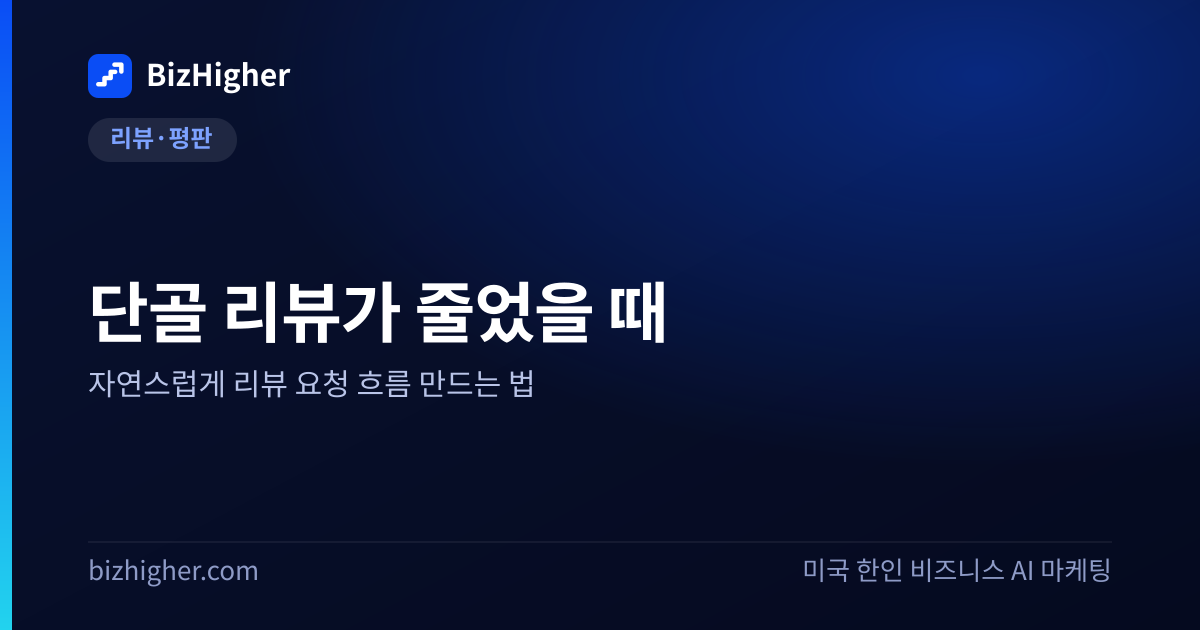 BizHigher
리뷰·평판
단골 리뷰가 줄었을 때
자연스럽게 리뷰 요청 흐름 만드는 법
bizhigher.com
미국 한인 비즈니스 AI 마케팅